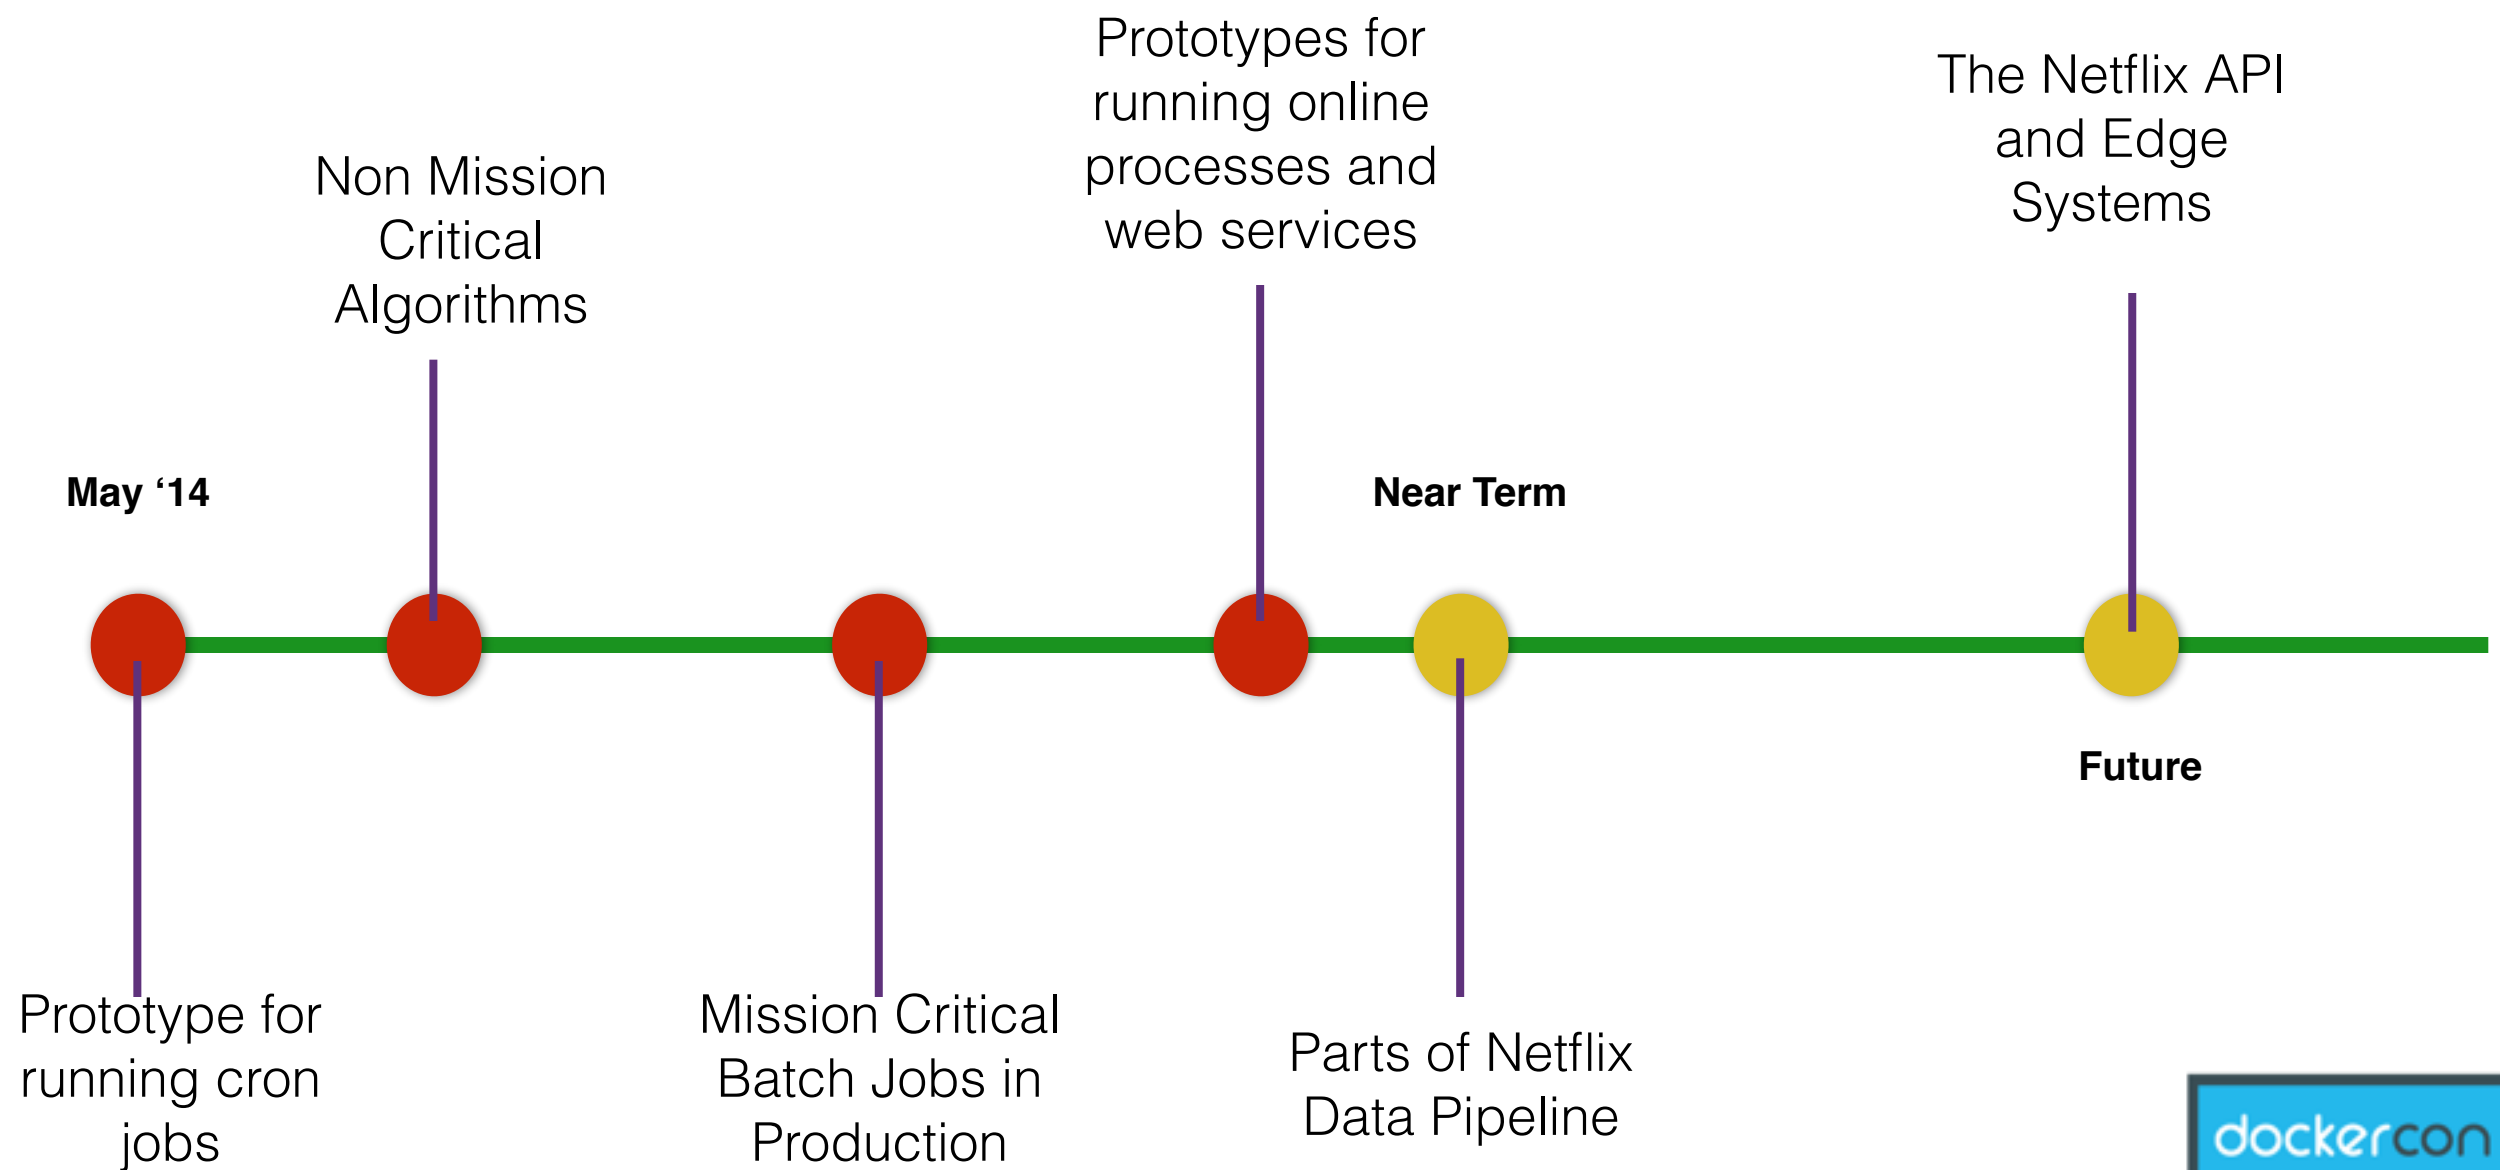 Prototypes for
running online
processes and
web services
The Netflix API
and Edge
Systems
Non Mission
Critical
Algorithms
May ‘14
Near Term
Future
Prototype for
running cron
jobs
Mission Critical
Batch Jobs in
Production
Parts of Netflix
Data Pipeline
dockercon